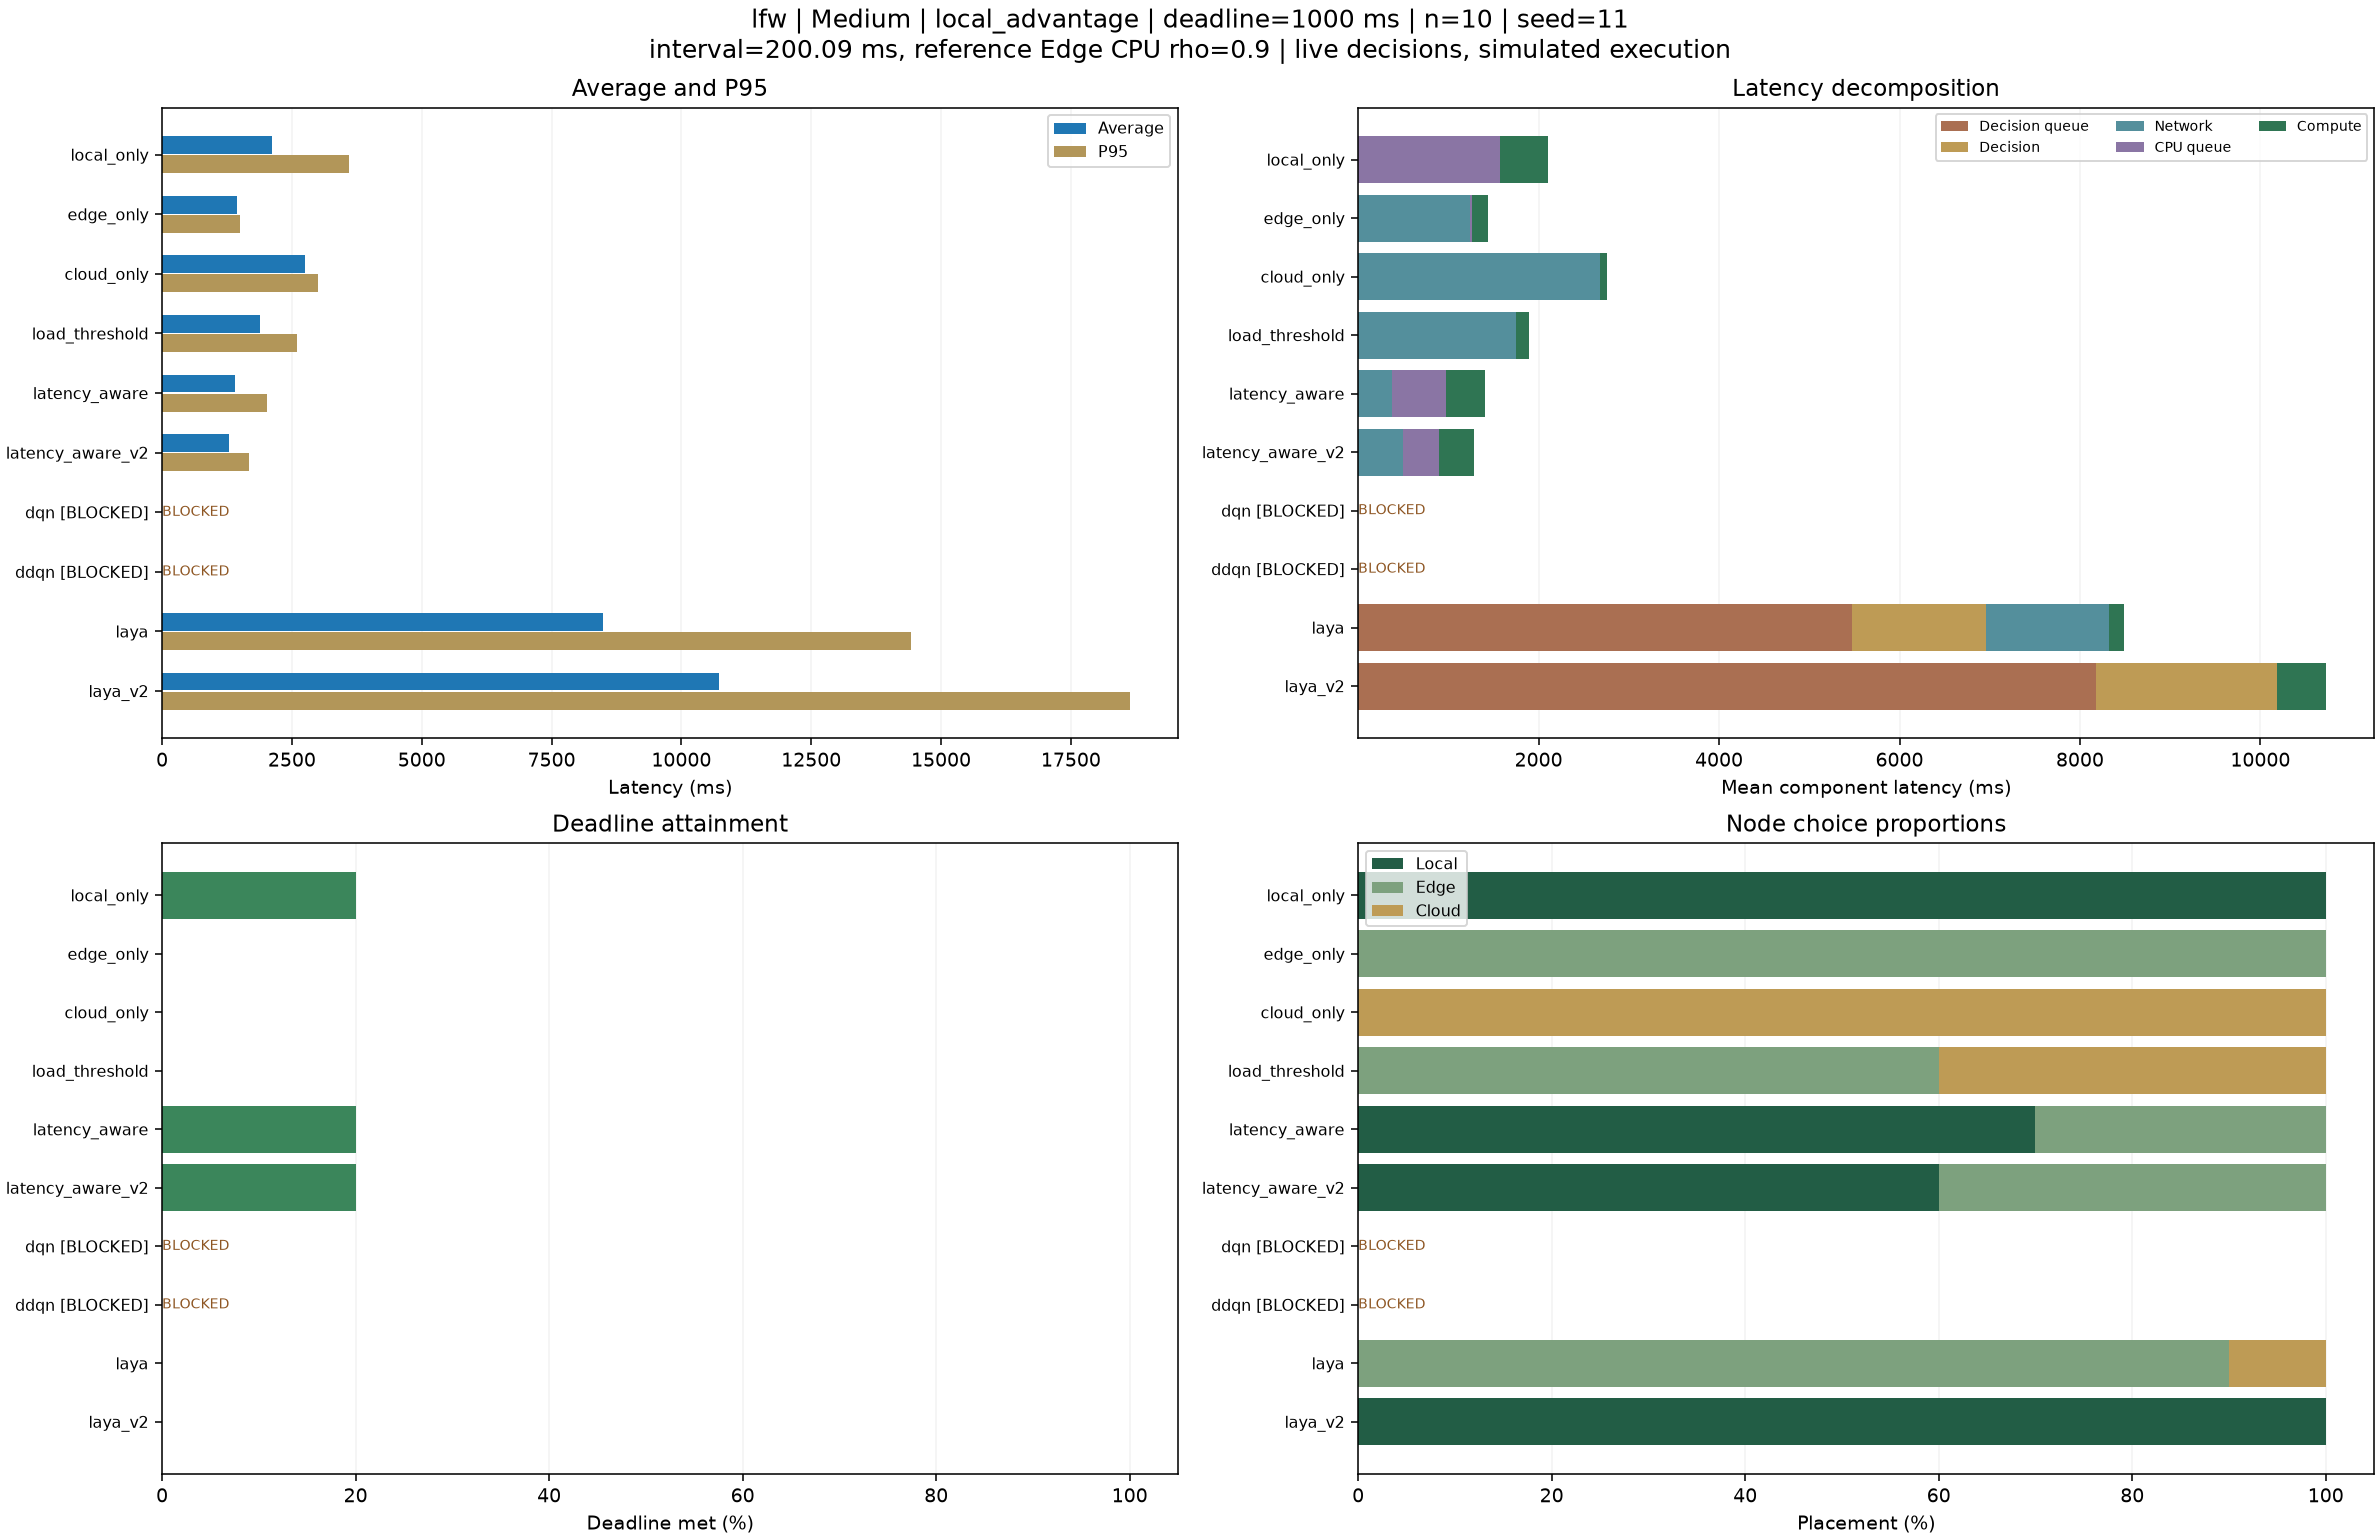 lfw | Medium | local_advantage | deadline=1000 ms | n=10 | seed=11
interval=200.09 ms, reference Edge CPU rho=0.9 | live decisions, simulated execution
Average and P95
Average
P95
local_only
edge_only
cloud_only
load_threshold
latency_aware
latency_aware_v2
dqn [BLOCKED] BLOCKED
ddqn [BLOCKED] BLOCKED
laya
laya_v2
0 2500 5000 7500 10000 12500 15000 17500
Latency (ms)
Latency decomposition
Decision queue Network Compute
Decision CPU queue
local_only
edge_only
cloud_only
load_threshold
latency_aware
latency_aware_v2
dqn [BLOCKED] BLOCKED
ddqn [BLOCKED] BLOCKED
laya
laya_v2
2000 4000 6000 8000 10000
Mean component latency (ms)
Deadline attainment
local_only
edge_only
cloud_only
load_threshold
latency_aware
latency_aware_v2
dqn [BLOCKED] BLOCKED
ddqn [BLOCKED] BLOCKED
laya
laya_v2
0 20 40 60 80 100
Deadline met (%)
Node choice proportions
Local
Edge
Cloud
local_only
edge_only
cloud_only
load_threshold
latency_aware
latency_aware_v2
dqn [BLOCKED] BLOCKED
ddqn [BLOCKED] BLOCKED
laya
laya_v2
0 20 40 60 80 100
Placement (%)